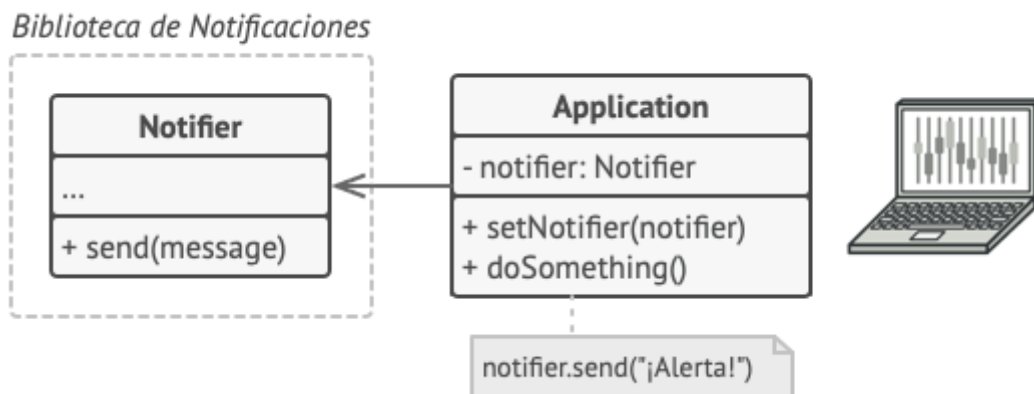 Biblioteca de Notificaciones
Notifier
...
+ send(message)
Application
- notifier: Notifier
+ setNotifier(notifier)
+ doSomething()
notifier.send("¡Alerta!")